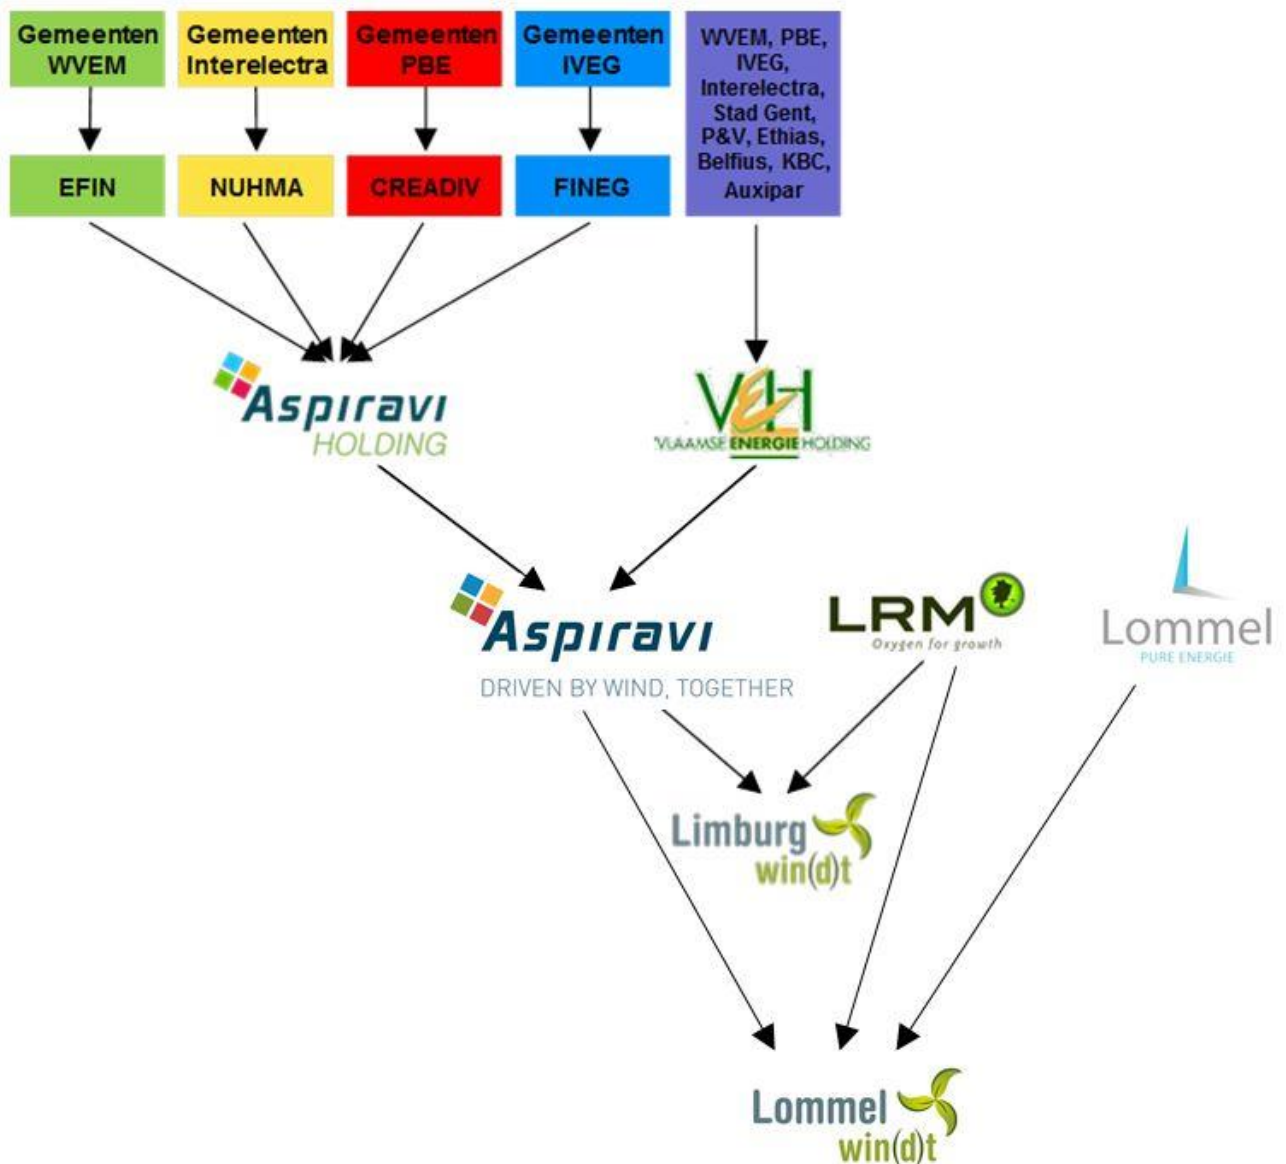 Gemeenten
WVEM
Gemeenten
Interelectra
Gemeenten
PBE
Gemeenten
IVEG
WVEM, PBE,
IVEG,
Interelectra,
Stad Gent,
P&V, Ethias,
Belfius, KBC,
Auxipar
EFIN
NUHMA
CREADIV
FINEG
Aspiravi
HOLDING
VEH
VLAAMSE ENERGIE HOLDING
Aspiravi
DRIVEN BY WIND, TOGETHER
LRM
Oxygen for growth
Lommel
PURE ENERGIE
Limburg
win(d)t
Lommel
win(d)t